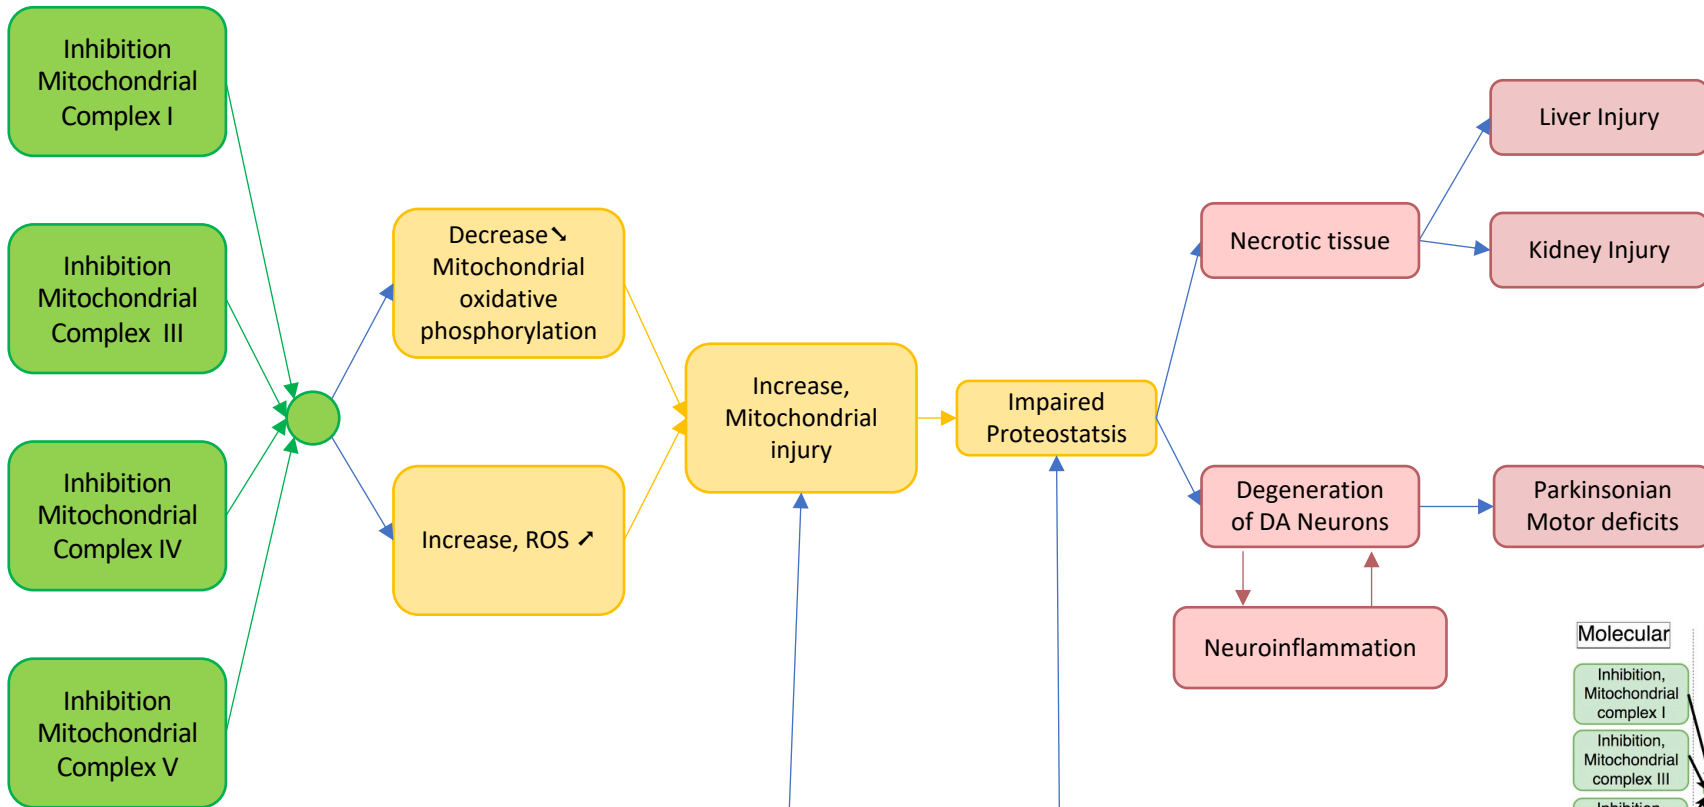 Inhibition
Mitochondrial
Complex I
Inhibition
Mitochondrial
Complex III
Inhibition
Mitochondrial
Complex IV
Inhibition
Mitochondrial
Complex V
Decrease↘
Mitochondrial
oxidative
phosphorylation
Increase, ROS ↗
Increase,
Mitochondrial
injury
Impaired
Proteostatsis
Necrotic tissue
Degeneration
of DA Neurons
Neuroinflammation
Liver Injury
Kidney Injury
Parkinsonian
Motor deficits
Molecular
Inhibition,
Mitochondrial
complex I
Inhibition,
Mitochondrial
complex III